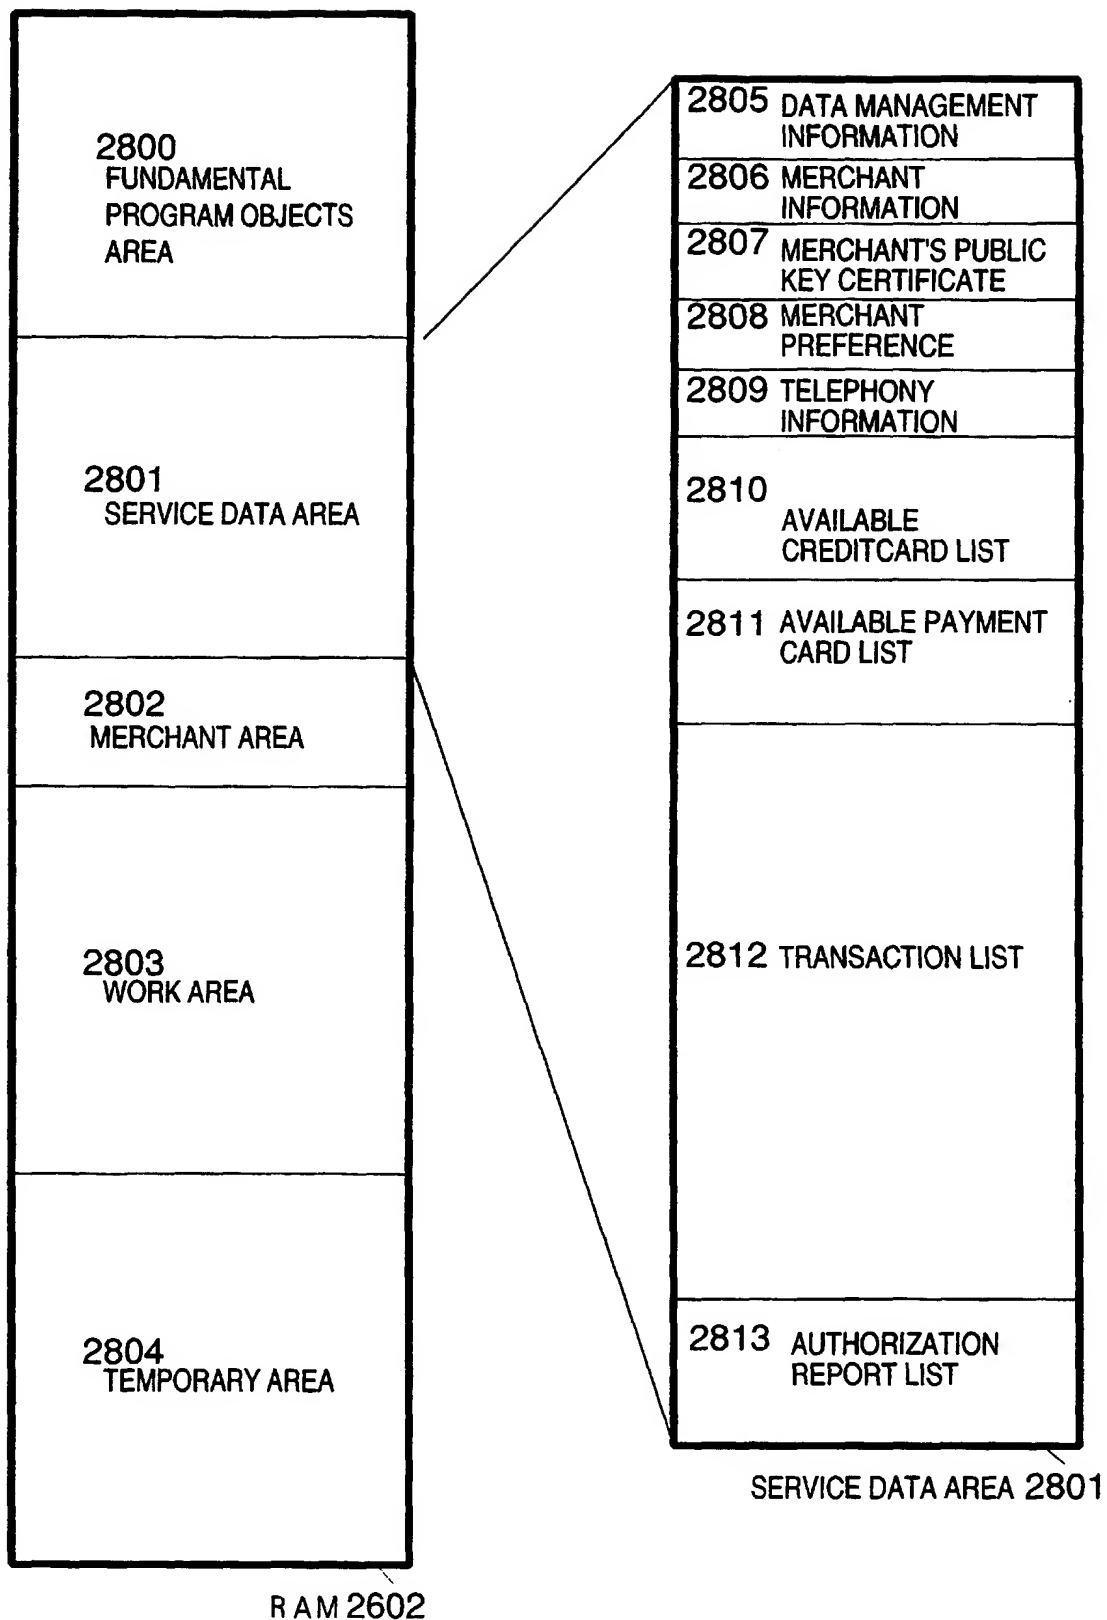 2800
FUNDAMENTAL
PROGRAM OBJECTS
AREA
2801
SERVICE DATA AREA
2802
MERCHANT AREA
2803
WORK AREA
2804
TEMPORARY AREA
RAM 2602
2805 DATA MANAGEMENT
INFORMATION
2806 MERCHANT
INFORMATION
2807 MERCHANT'S PUBLIC
KEY CERTIFICATE
2808 MERCHANT
PREFERENCE
2809 TELEPHONY
INFORMATION
2810
AVAILABLE
CREDITCARD LIST
2811 AVAILABLE PAYMENT
CARD LIST
2812 TRANSACTION LIST
2813 AUTHORIZATION
REPORT LIST
SERVICE DATA AREA 2801